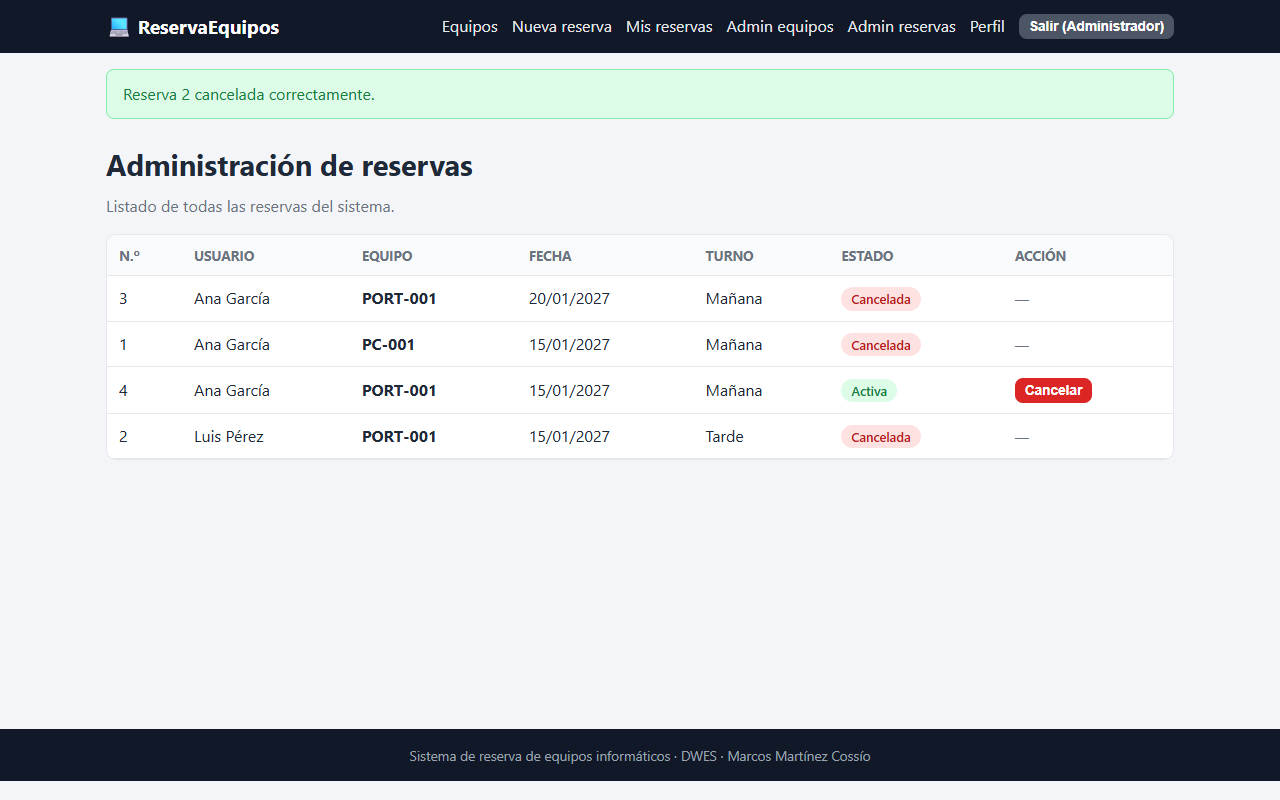 ReservaEquipos Equipos Nueva reserva Mis reservas Admin equipos Admin reservas Perfil Salir (Administrador)
Reserva 2 cancelada correctamente.
Administración de reservas
Listado de todas las reservas del sistema.
N.º USUARIO EQUIPO FECHA TURNO ESTADO ACCIÓN
3 Ana García PORT-001 20/01/2027 Mañana Cancelada —
1 Ana García PC-001 15/01/2027 Mañana Cancelada —
4 Ana García PORT-001 15/01/2027 Mañana Activa Cancelar
2 Luis Pérez PORT-001 15/01/2027 Tarde Cancelada —
Sistema de reserva de equipos informáticos · DWES · Marcos Martínez Cossío